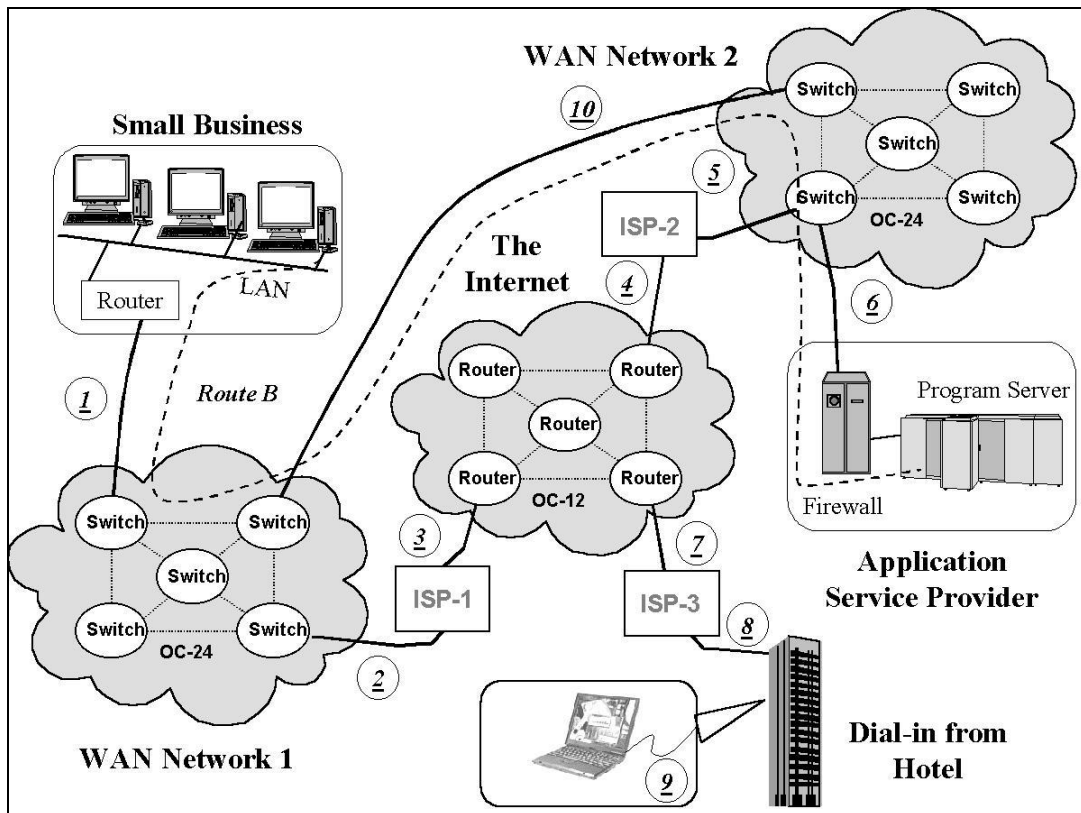 WAN Network 2
Small Business
LAN
Router
1
Route B
10
Switch
Switch
Switch
Switch
Switch
OC-24
5
ISP-2
4
The
Internet
Router
Router
Router
Router
Router
OC-12
6
Program Server
Firewall
Application
Service Provider
Switch
Switch
Switch
Switch
Switch
OC-24
WAN Network 1
3
ISP-1
2
7
ISP-3
8
9
Dial-in from
Hotel